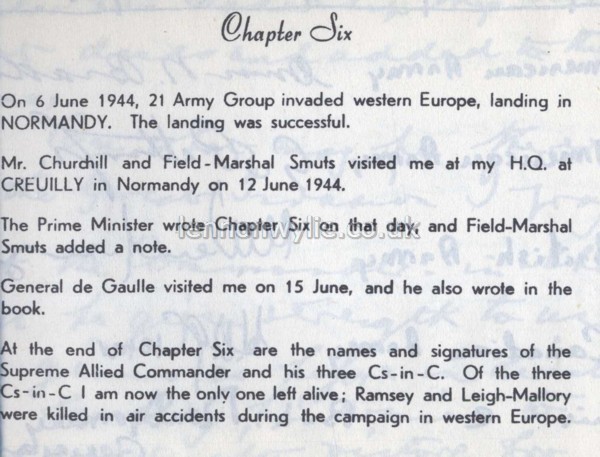 Chapter Six
On 6 June 1944, 21 Army Group invaded western Europe, landing in
NORMANDY. The landing was successful.
Mr. Churchill and Field-Marshal Smuts visited me at my H.Q. at
CREUILLY in Normandy on 12 June 1944.
The Prime Minister wrote Chapter Six on that day, and Field-Marshal
Smuts added a note.
lennonwylie.co.uk
General de Gaulle visited me on 15 June, and he also wrote in the
book.
At the end of Chapter Six are the names and signatures of the
Supreme Allied Commander and his three Cs-in-C. Of the three
Cs-in-C I am now the only one left alive; Ramsey and Leigh-Mallory
were killed in air accidents during the campaign in western Europe.